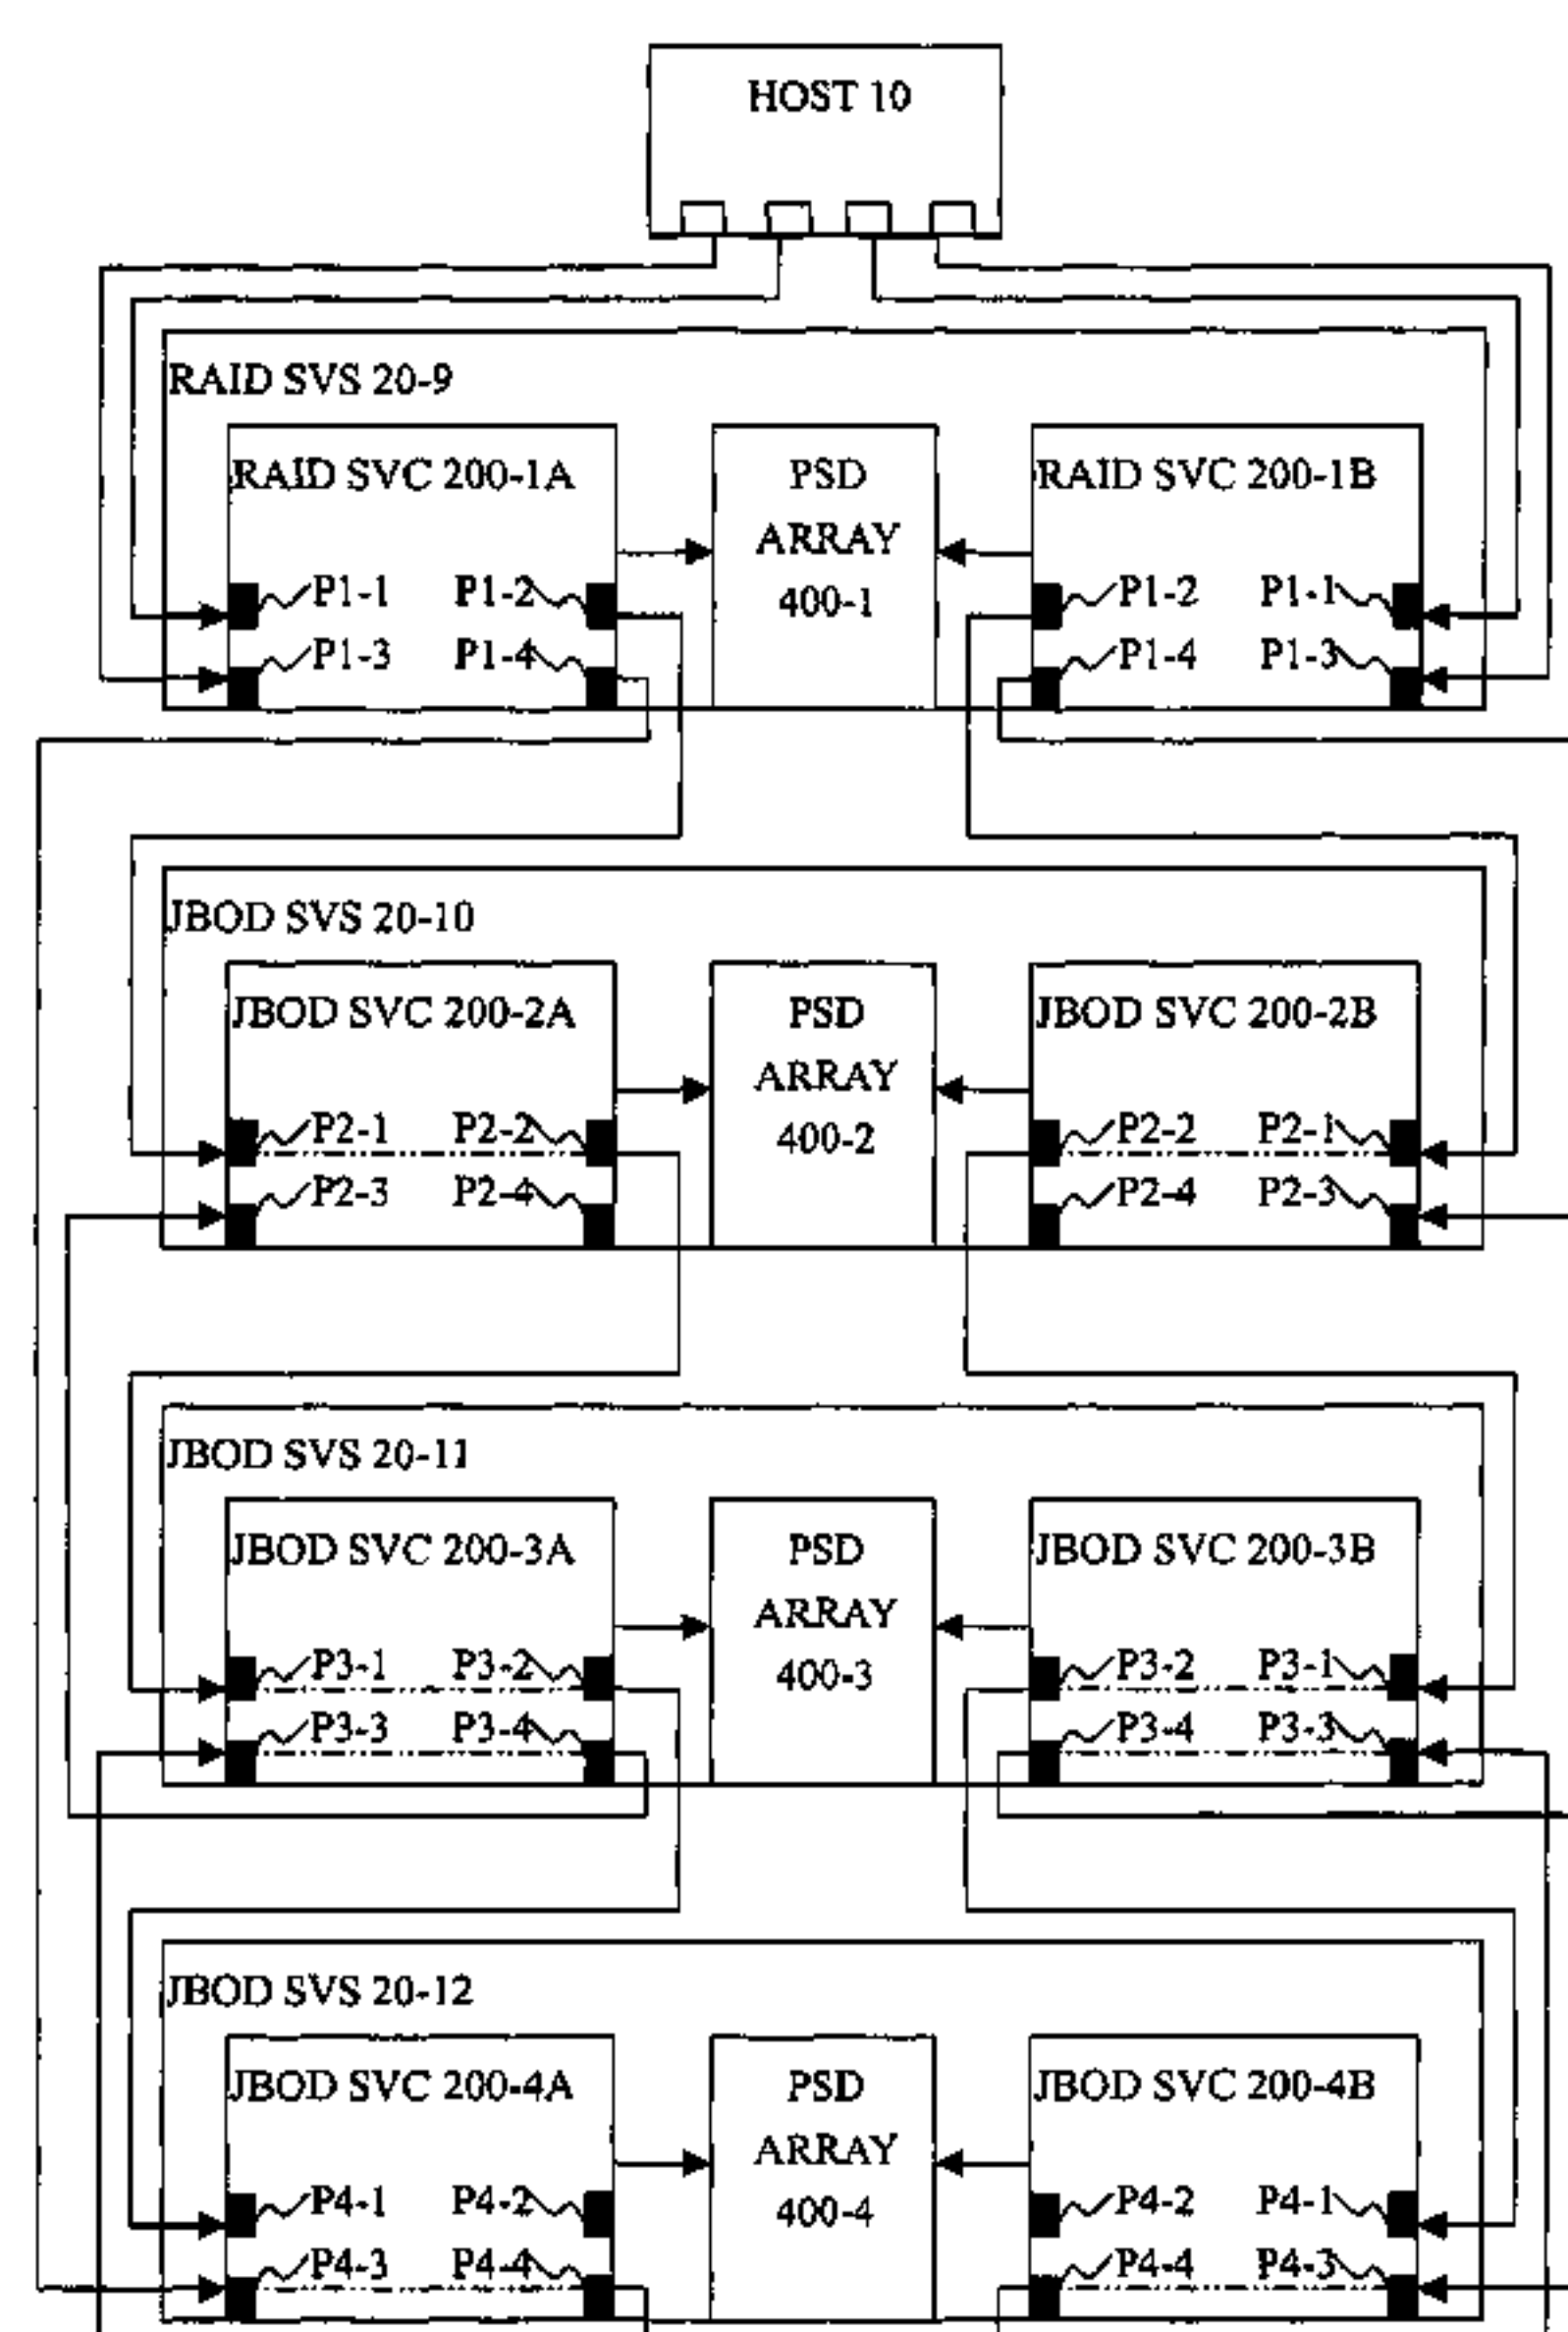 HOST 10
RAID SVS 20-9
RAID SVC 200-1A
PSD
ARRAY
400-1
RAID SVC 200-1B
P1-1 P1-2
P1-3 P1-4
P1-2 P1-1
P1-4 P1-3
JBOD SVS 20-10
JBOD SVC 200-2A
PSD
ARRAY
400-2
JBOD SVC 200-2B
P2-1 P2-2
P2-3 P2-4
P2-2 P2-1
P2-4 P2-3
JBOD SVS 20-11
JBOD SVC 200-3A
PSD
ARRAY
400-3
JBOD SVC 200-3B
P3-1 P3-2
P3-3 P3-4
P3-2 P3-1
P3-4 P3-3
JBOD SVS 20-12
JBOD SVC 200-4A
PSD
ARRAY
400-4
JBOD SVC 200-4B
P4-1 P4-2
P4-3 P4-4
P4-2 P4-1
P4-4 P4-3